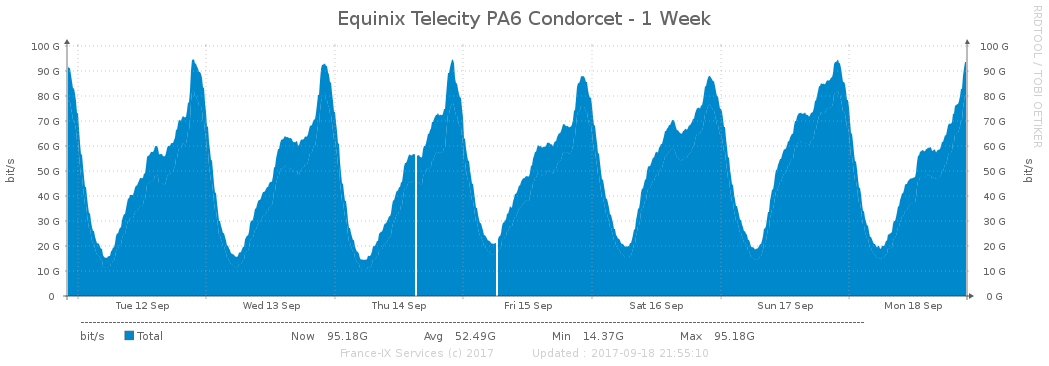 Equinix Telecity PA6 Condorcet - 1 Week
RRDTOOL / TOBI OETIKER
100 G 100 G
90 G 90 G
80 G 80 G
70 G 70 G
60 G 60 G
50 G 50 G
40 G 40 G
30 G 30 G
20 G 20 G
10 G 10 G
0 0 G
bit/s
bit/s
Tue 12 Sep Wed 13 Sep Thu 14 Sep Fri 15 Sep Sat 16 Sep Sun 17 Sep Mon 18 Sep
bit/s Total Now 95.18G Avg 52.49G Min 14.37G Max 95.18G
France-IX Services (c) 2017 Updated : 2017-09-18 21:55:10